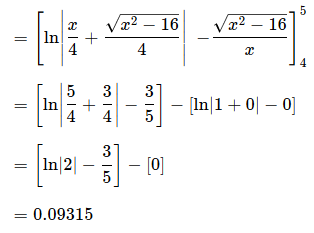 = [ln|x/4 + √(x² − 16)/4| − √(x² − 16)/x]₄⁵
= [ln|5/4 + 3/4| − 3/5] − [ln|1 + 0| − 0]
= [ln|2| − 3/5] − [0]
= 0.09315